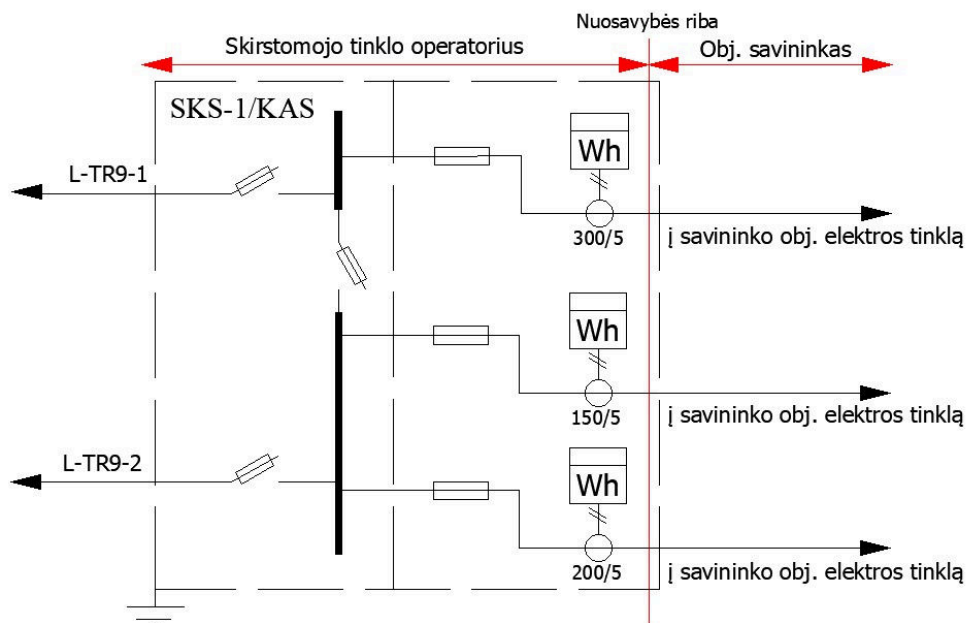 Nuosavybės riba
Skirstomojo tinklo operatorius
Obj. savininkas
SKS-1/KAS
L-TR9-1
Wh
300/5
į savininko obj. elektros tinklą
Wh
150/5
į savininko obj. elektros tinklą
L-TR9-2
Wh
200/5
į savininko obj. elektros tinklą